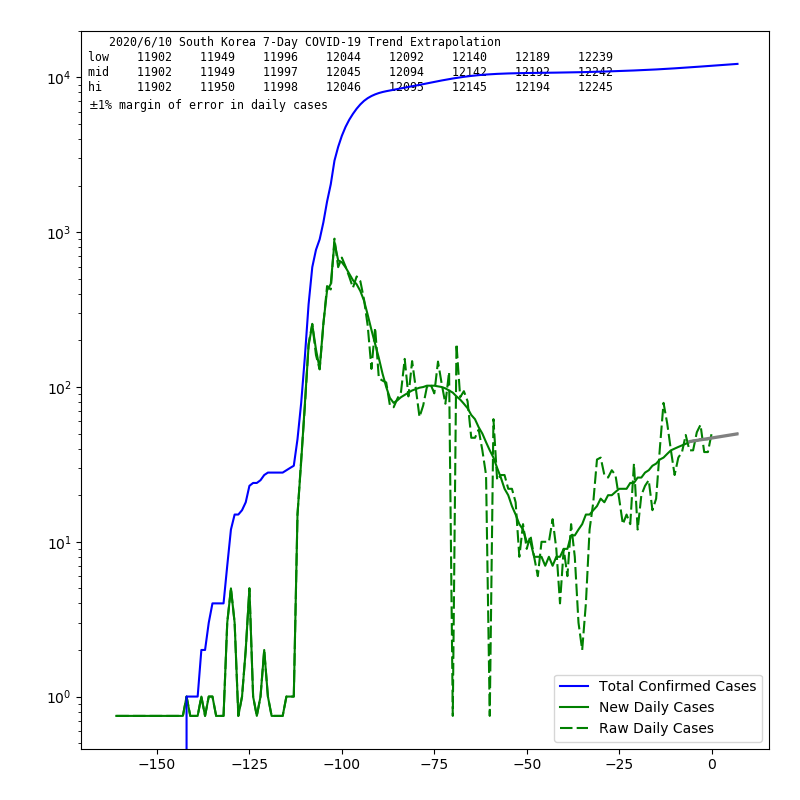 2020/6/10 South Korea 7-Day COVID-19 Trend Extrapolation
low 11902 11949 11996 12044 12092 12140 12189 12239
mid 11902 11949 11997 12045 12094 12142 12192 12242
hi 11902 11950 11998 12046 12095 12145 12194 12245
±1% margin of error in daily cases
10⁴
10³
10²
10¹
10⁰
−150 −125 −100 −75 −50 −25 0
Total Confirmed Cases
New Daily Cases
Raw Daily Cases